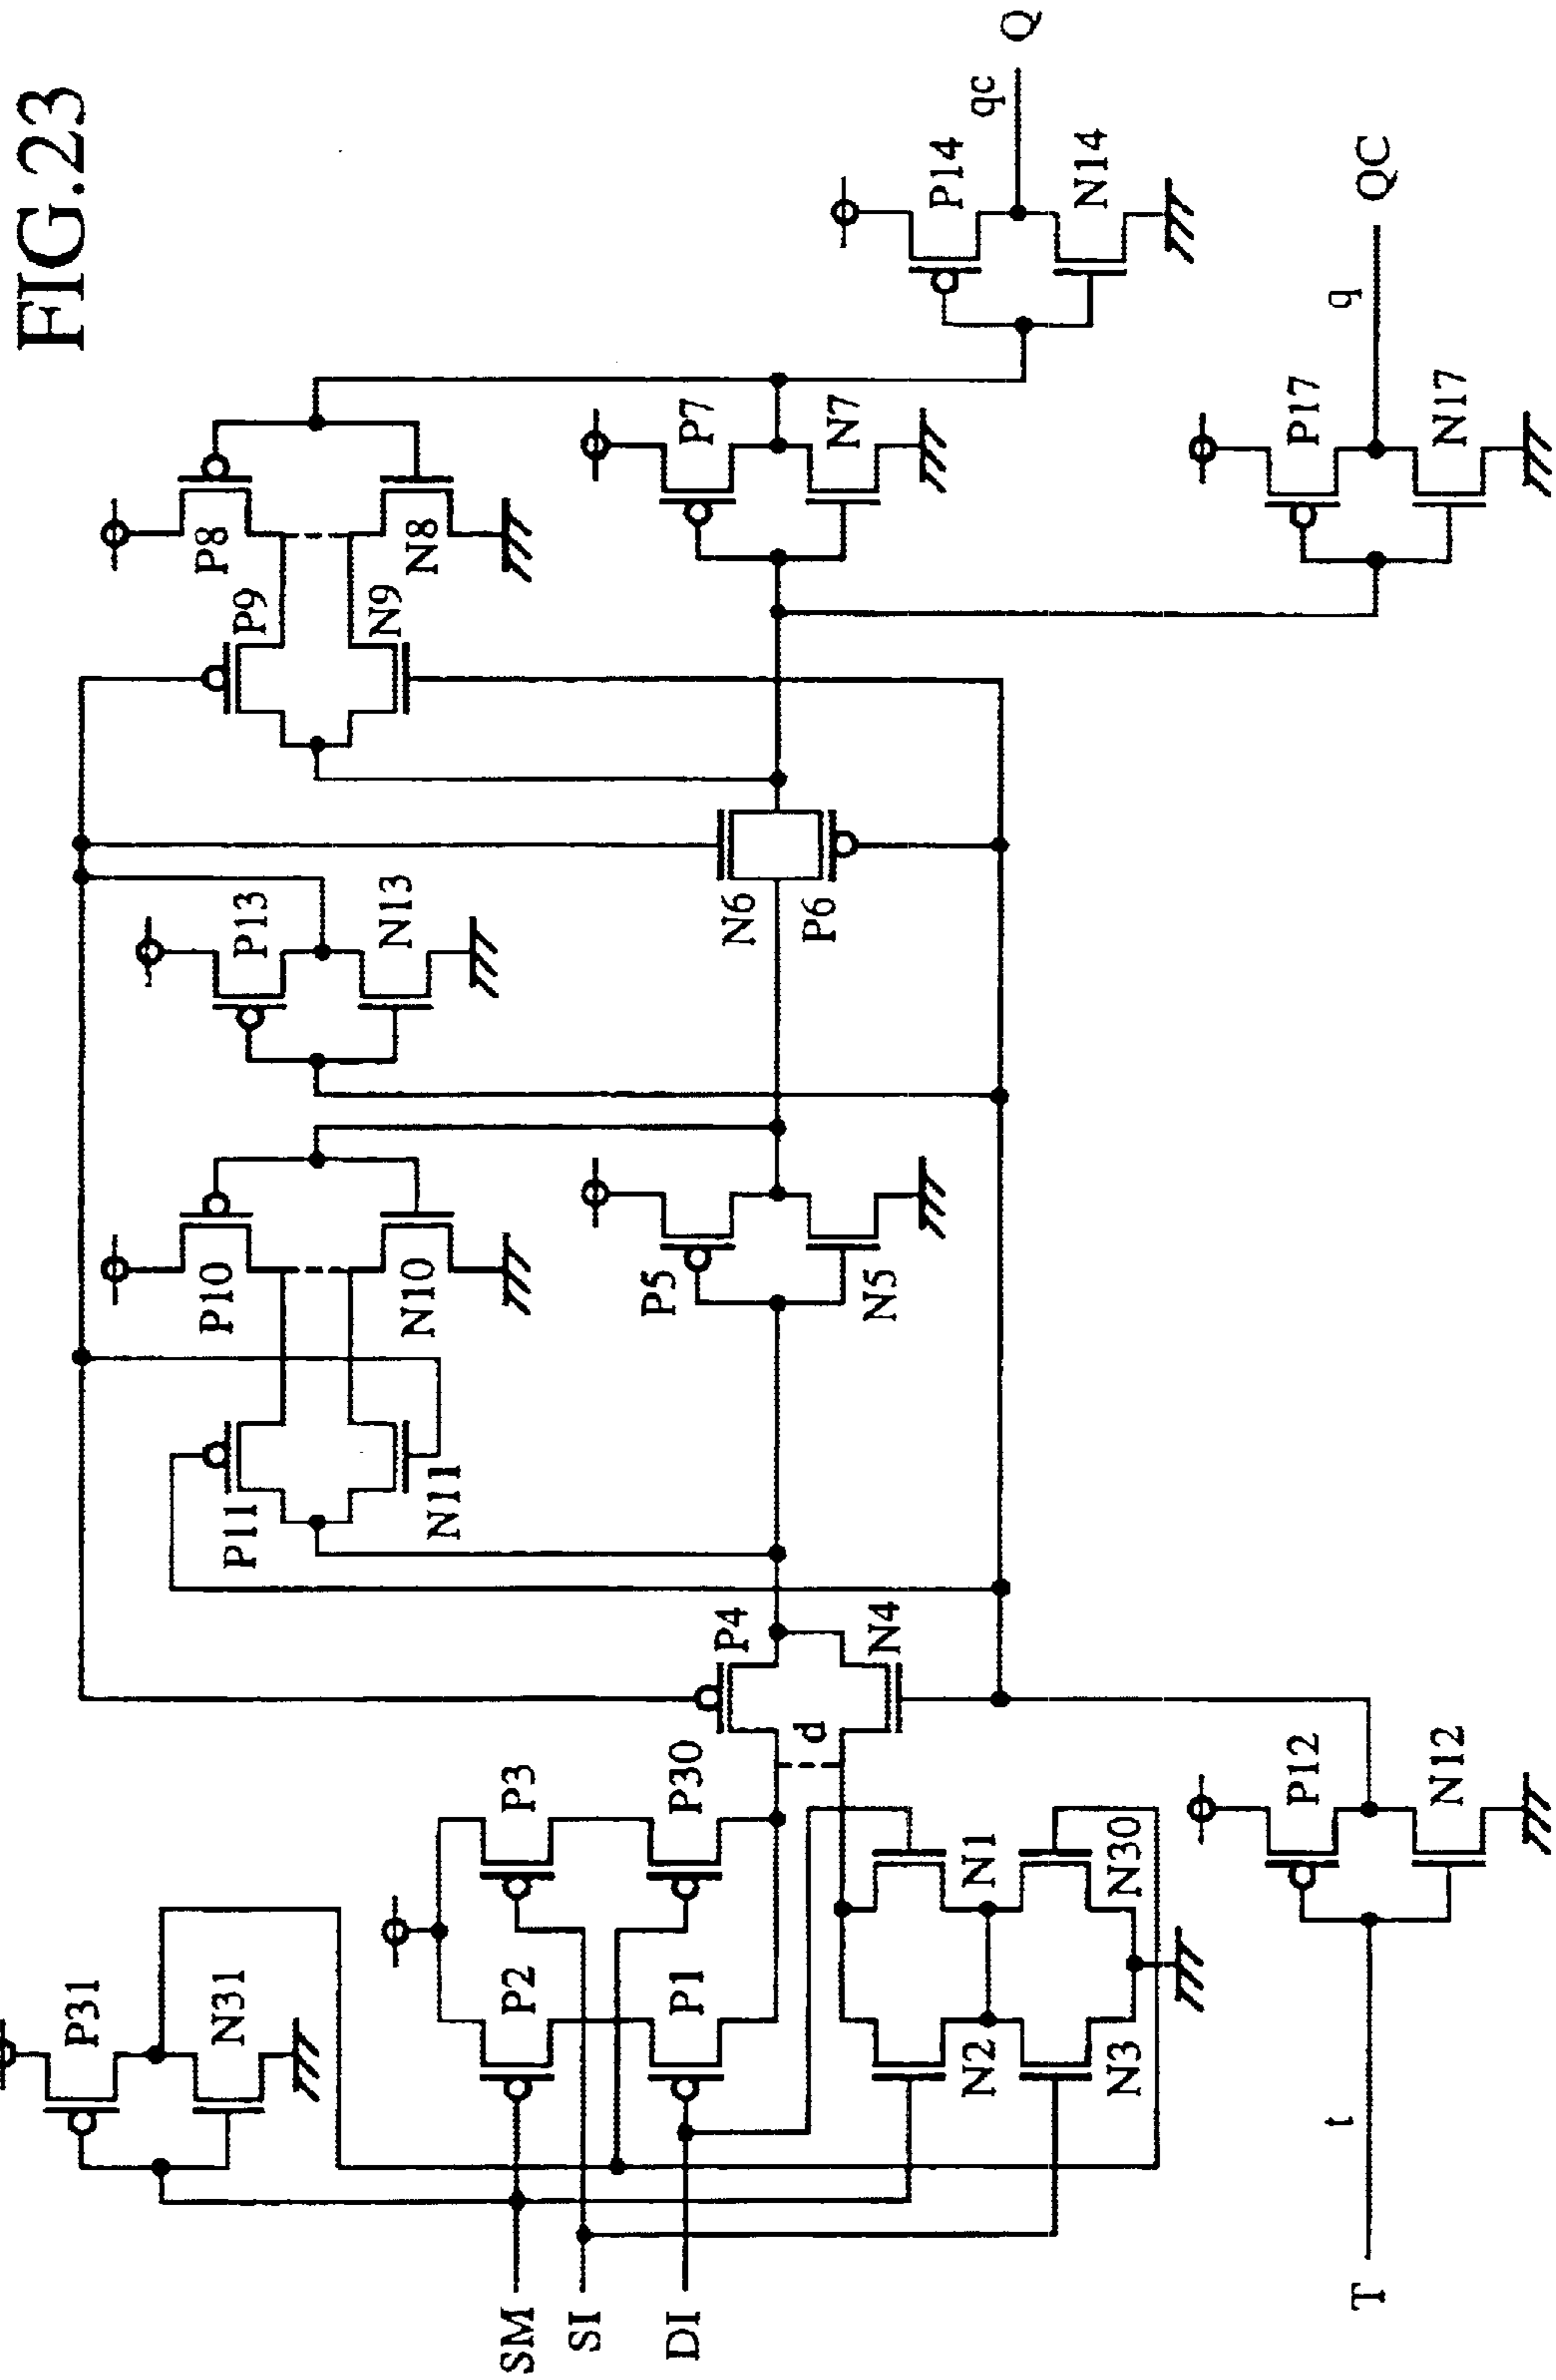 FIG.23
P31
N31
SM
SI
DI
P2
P3
P1
P30
N2
N1
N3
N30
d
P4
N4
P11
N11
P10
N10
P5
N5
P13
N13
N6
P6
P9
N9
P8
N8
P7
N7
P14
N14
qc
Q
P17
N17
q
QC
T
t
P12
N12